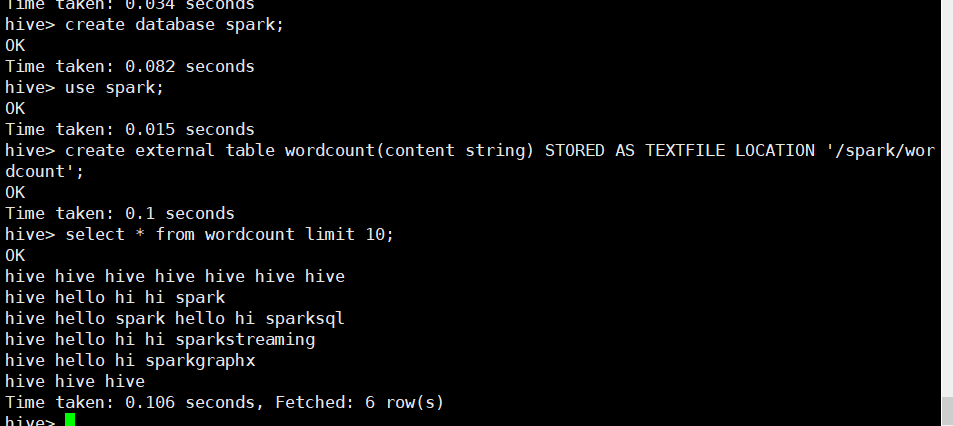 Time taken: 0.034 seconds
hive> create database spark;
OK
Time taken: 0.082 seconds
hive> use spark;
OK
Time taken: 0.015 seconds
hive> create external table wordcount(content string) STORED AS TEXTFILE LOCATION '/spark/wor
dcount';
OK
Time taken: 0.1 seconds
hive> select * from wordcount limit 10;
OK
hive hive hive hive hive hive hive
hive hello hi hi spark
hive hello spark hello hi sparksql
hive hello hi hi sparkstreaming
hive hello hi sparkgraphx
hive hive hive
Time taken: 0.106 seconds, Fetched: 6 row(s)
hive>